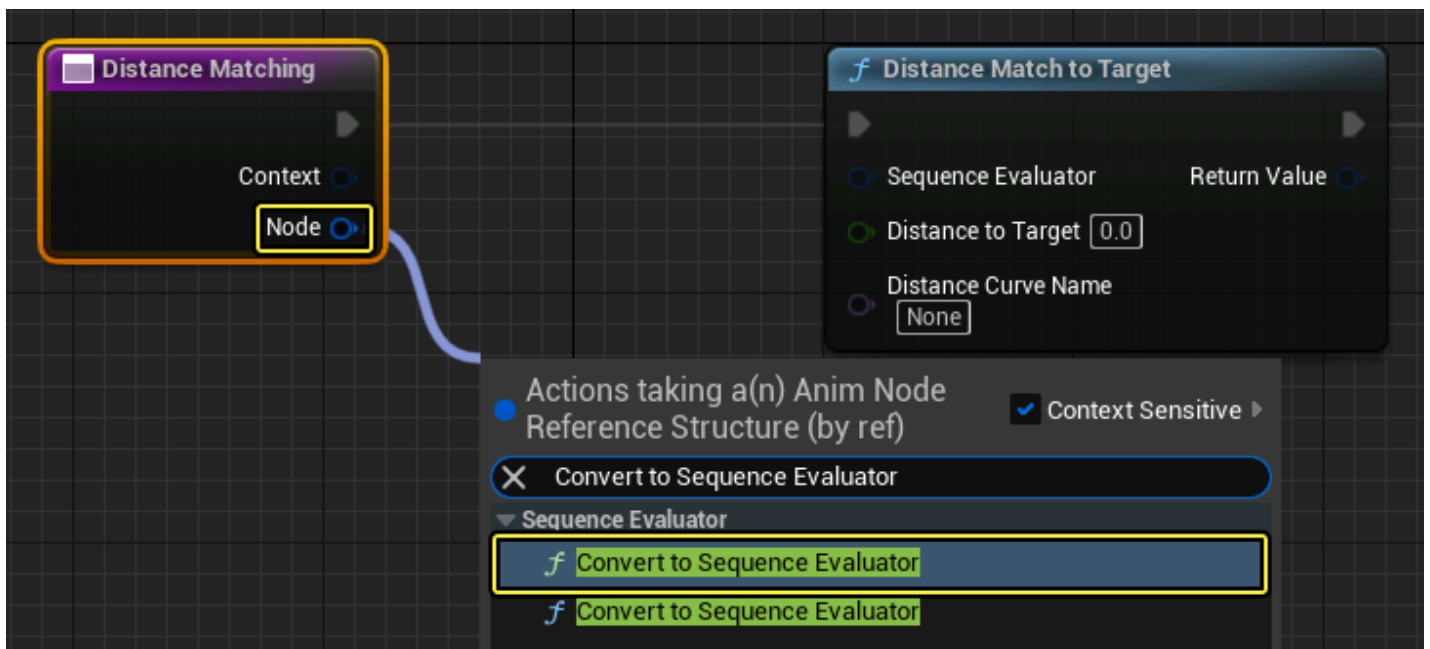 Distance Matching
Context
Node
f Distance Match to Target
Sequence Evaluator
Return Value
Distance to Target 0.0
Distance Curve Name
None
Actions taking a(n) Anim Node
Reference Structure (by ref)
Context Sensitive
Convert to Sequence Evaluator
Sequence Evaluator
f Convert to Sequence Evaluator
f Convert to Sequence Evaluator